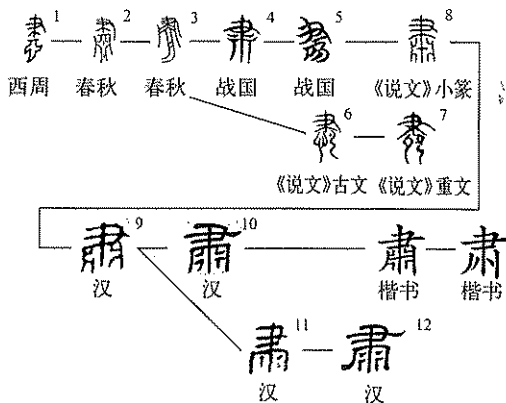 1 2 3 4 5 8
西周 春秋 春秋 战国 战国 《说文》小篆
6 7
《说文》古文 《说文》重文
9 10 肅 肃
汉 汉 楷书 楷书
11 12
汉 汉